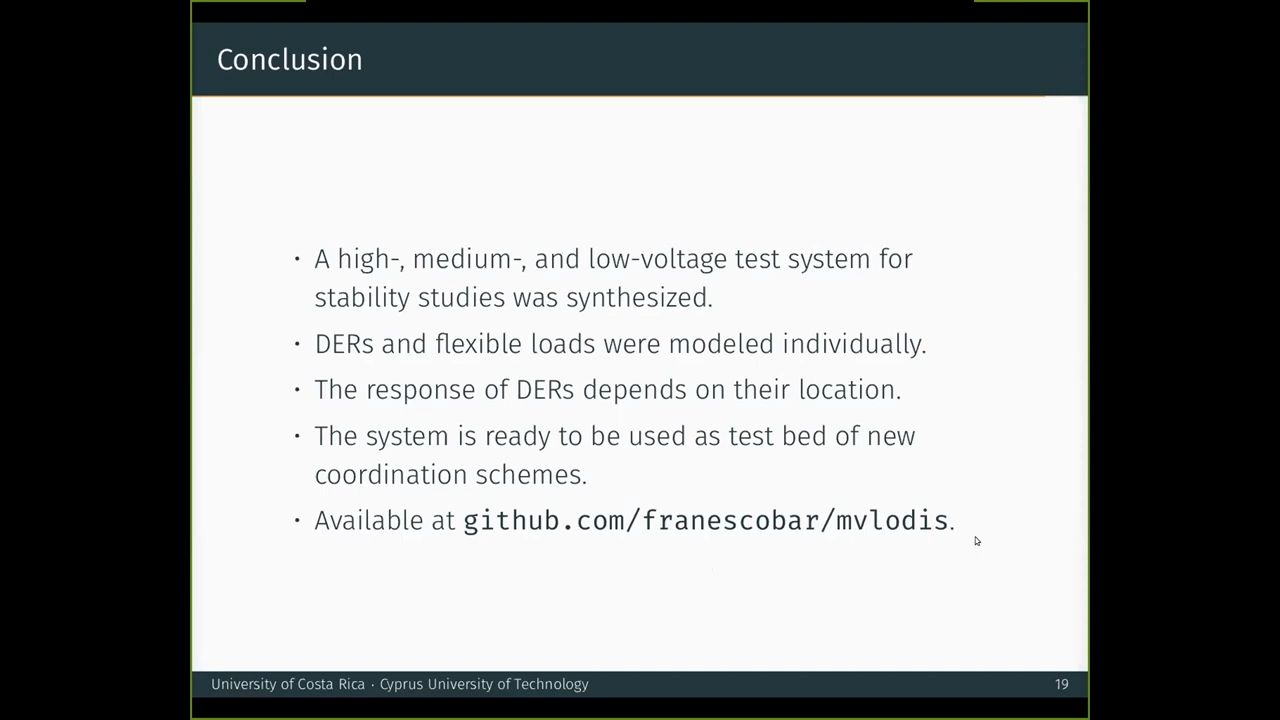 Conclusion
· A high-, medium-, and low-voltage test system for
stability studies was synthesized.
· DERs and flexible loads were modeled individually.
· The response of DERs depends on their location.
· The system is ready to be used as test bed of new
coordination schemes.
· Available at github.com/franescobar/mvlodis.
University of Costa Rica · Cyprus University of Technology
19